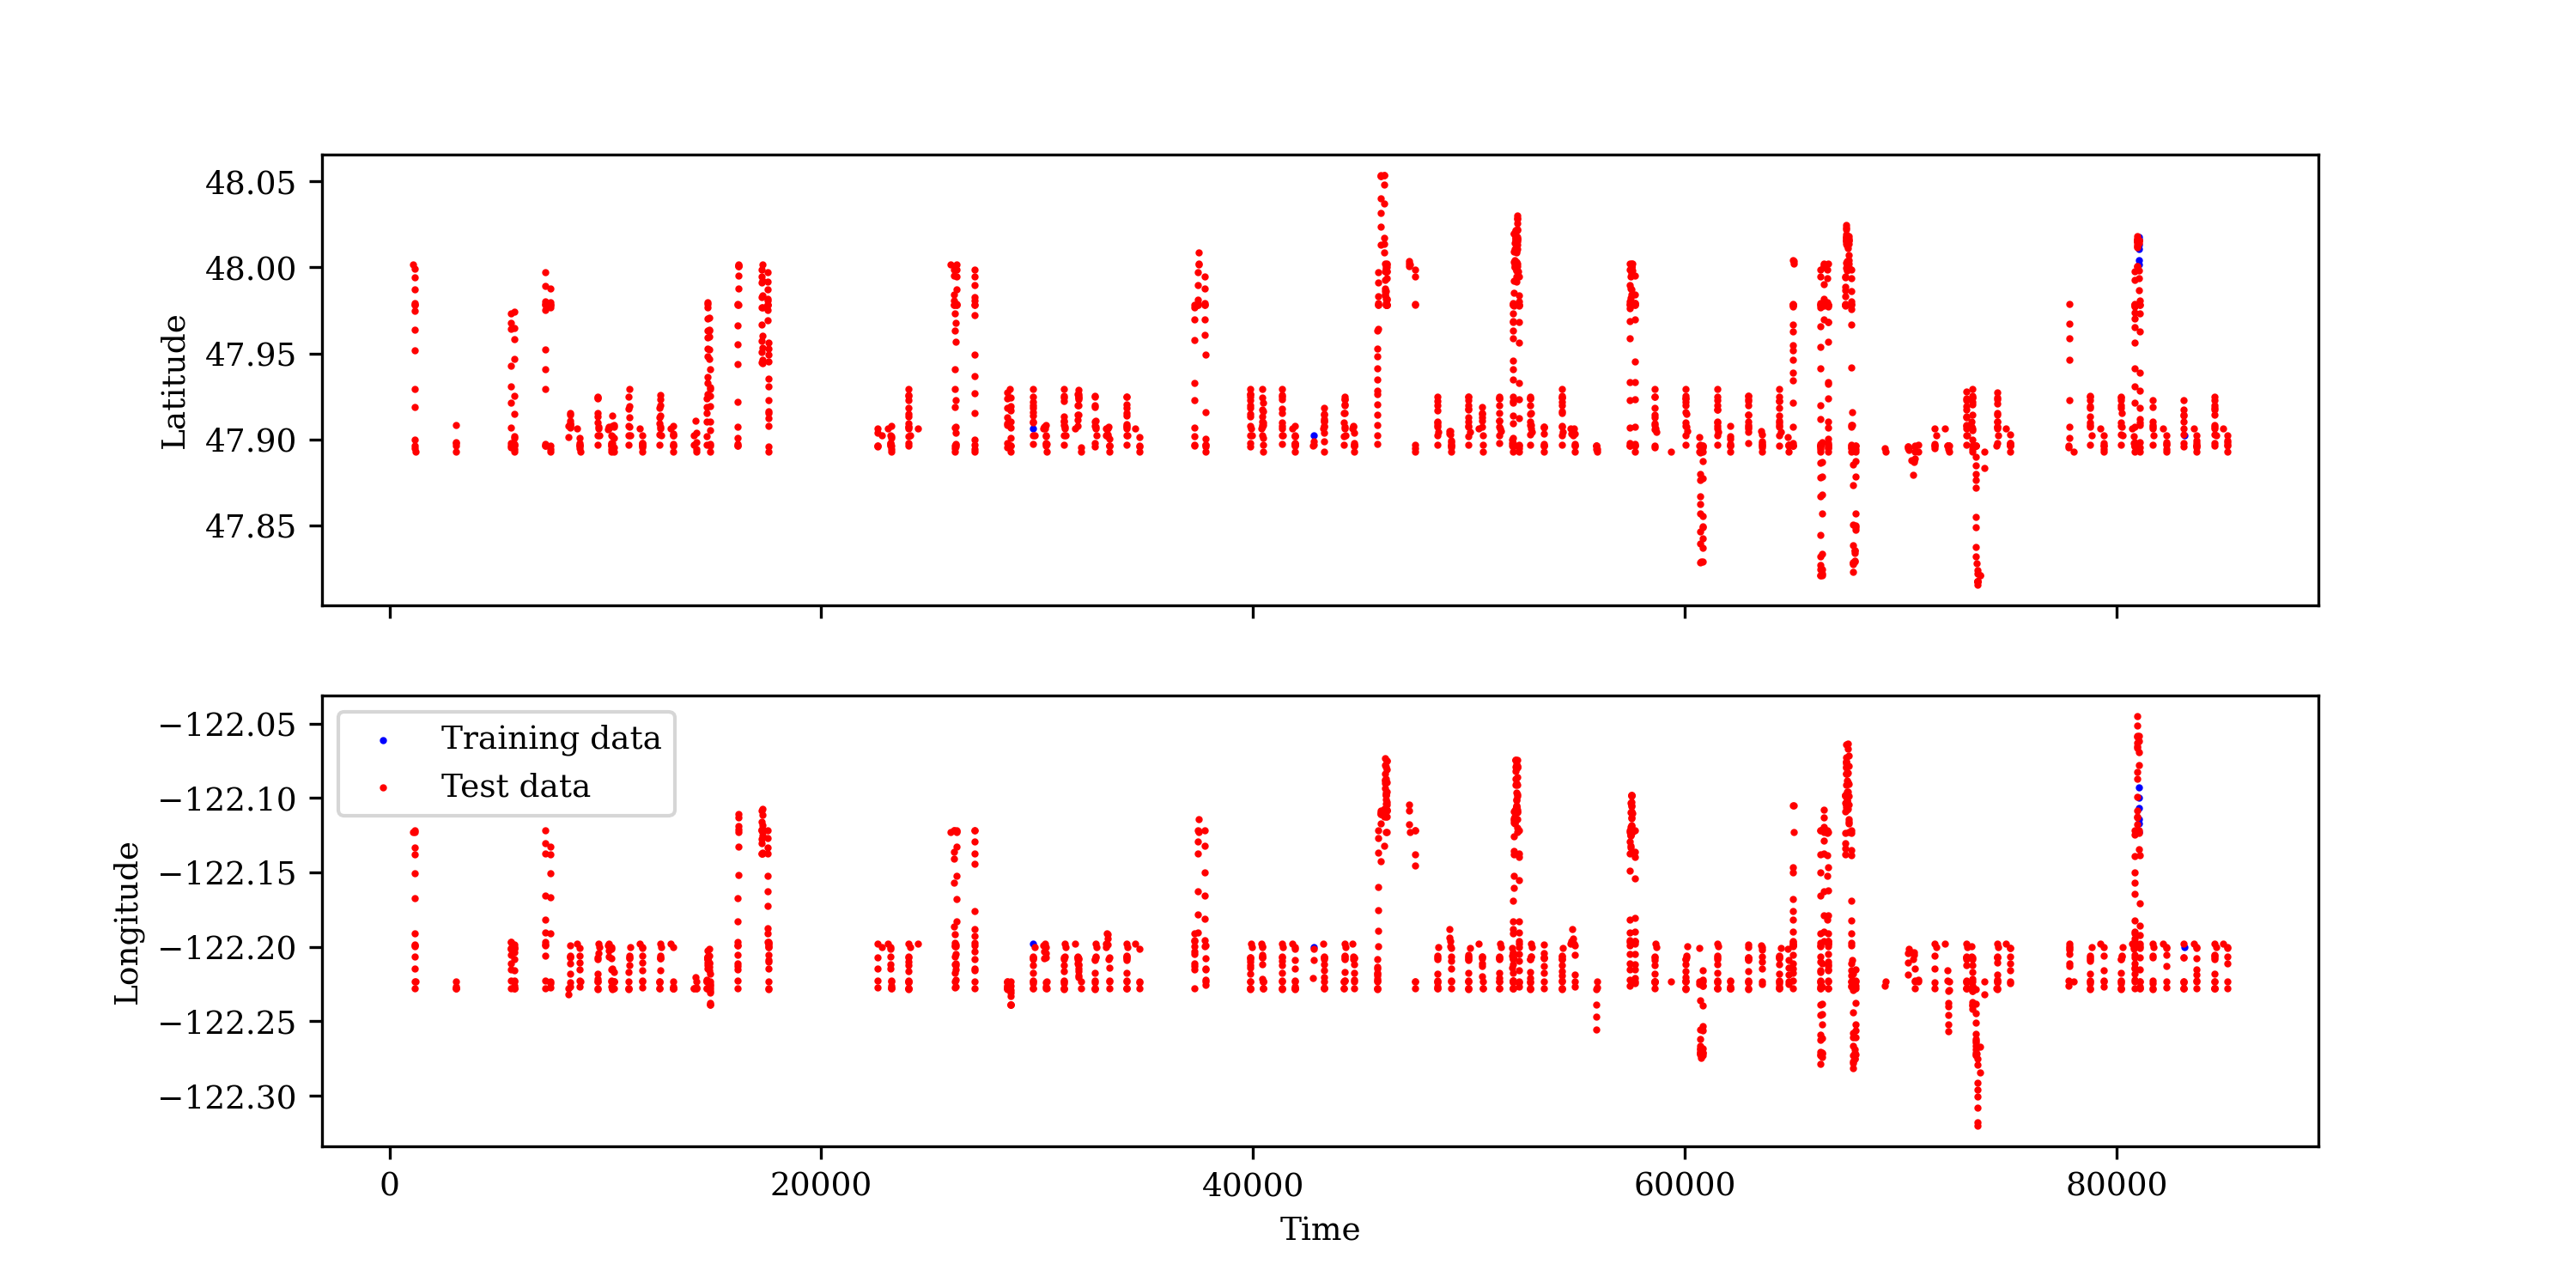 48.05
48.00
47.95
47.90
47.85
Latitude
−122.05
−122.10
−122.15
−122.20
−122.25
−122.30
Longitude
Training data
Test data
0 20000 40000 60000 80000
Time